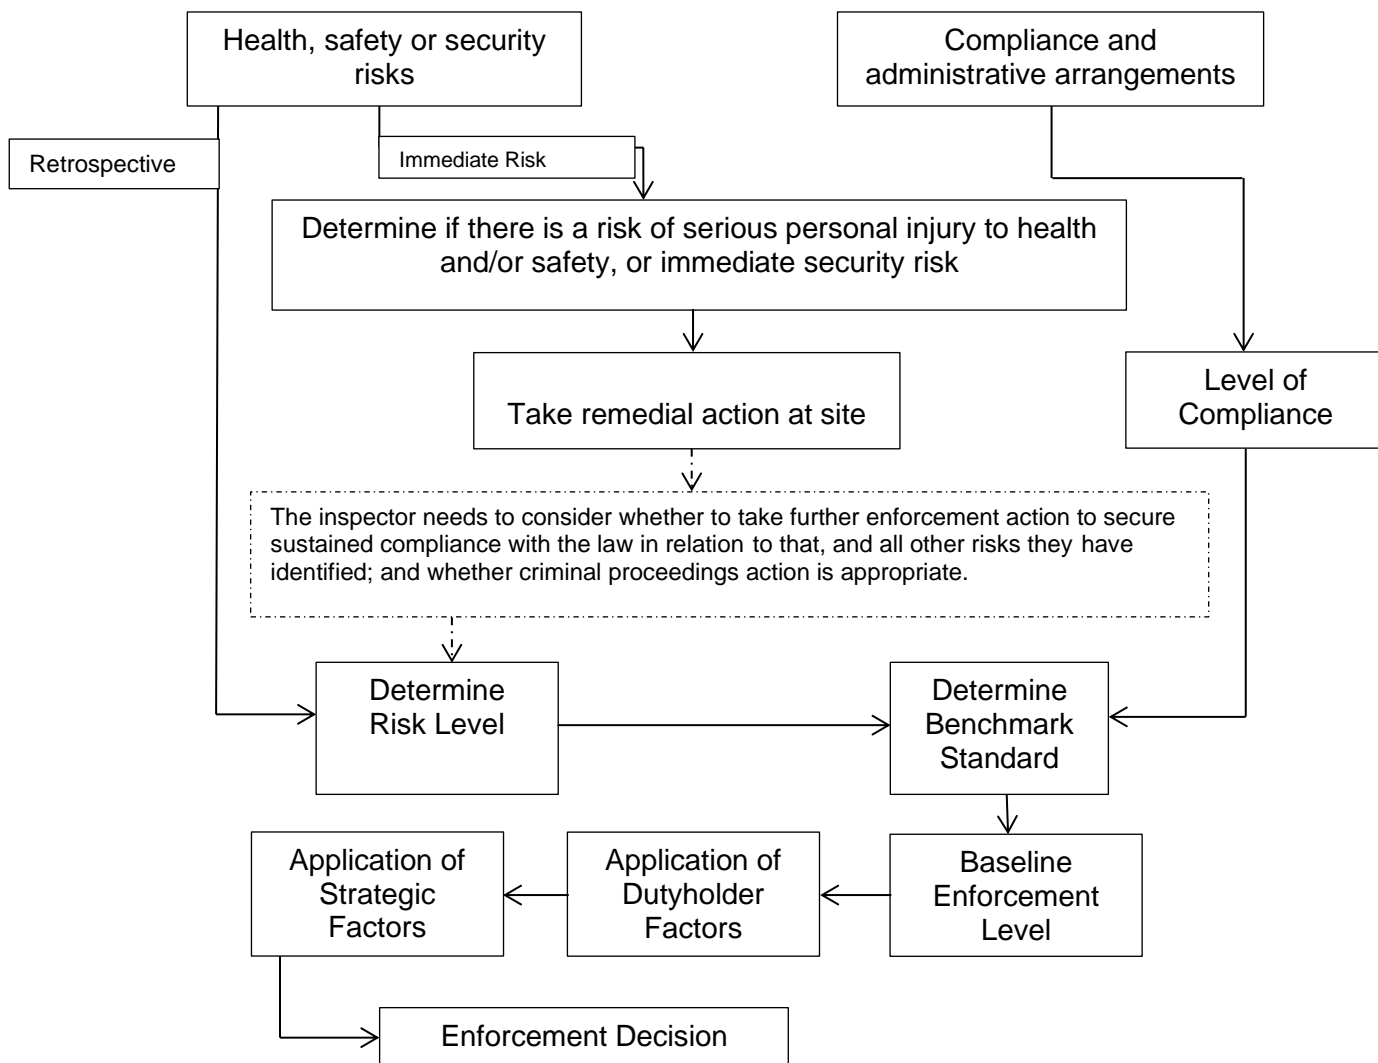 Health, safety or security
risks
Compliance and
administrative arrangements
Retrospective
Immediate Risk
Determine if there is a risk of serious personal injury to health
and/or safety, or immediate security risk
Take remedial action at site
Level of
Compliance
The inspector needs to consider whether to take further enforcement action to secure
sustained compliance with the law in relation to that, and all other risks they have
identified; and whether criminal proceedings action is appropriate.
Determine
Risk Level
Determine
Benchmark
Standard
Application of
Strategic
Factors
Application of
Dutyholder
Factors
Baseline
Enforcement
Level
Enforcement Decision